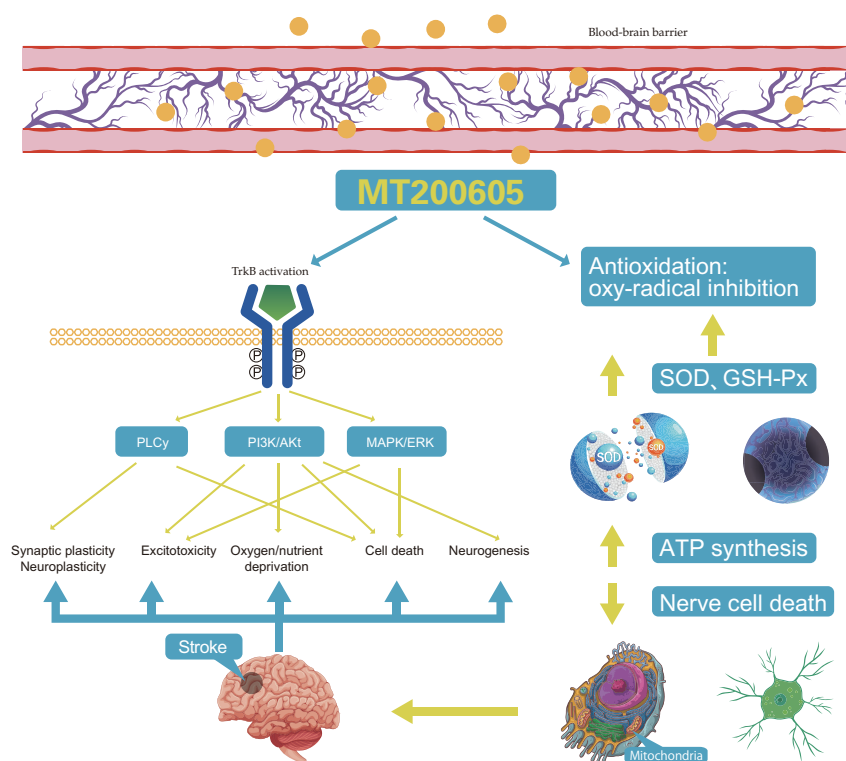 Blood-brain barrier
MT200605
TrkB activation
Antioxidation:
oxy-radical inhibition
P P
P P
SOD、GSH-Px
PLCy
PI3K/AKt
MAPK/ERK
SOD
SOD
Synaptic plasticity
Neuroplasticity
Excitotoxicity
Oxygen/nutrient
deprivation
Cell death
Neurogenesis
ATP synthesis
Nerve cell death
Stroke
Mitochondria